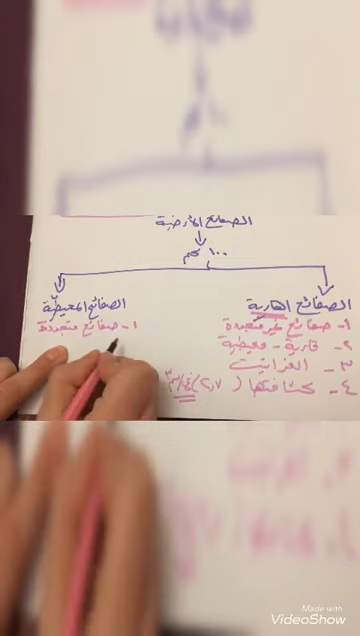 الصفائح الأرضية
١٠٠ كم
الصفائح القارية
١- صفائح غير متجددة
٢- قارية - محيطية
٣- الغرانيت
٤- كثافتها (٢,٧) غ/سم٣
الصفائح المحيطية
١- صفائح متجددة
Made with
VideoShow